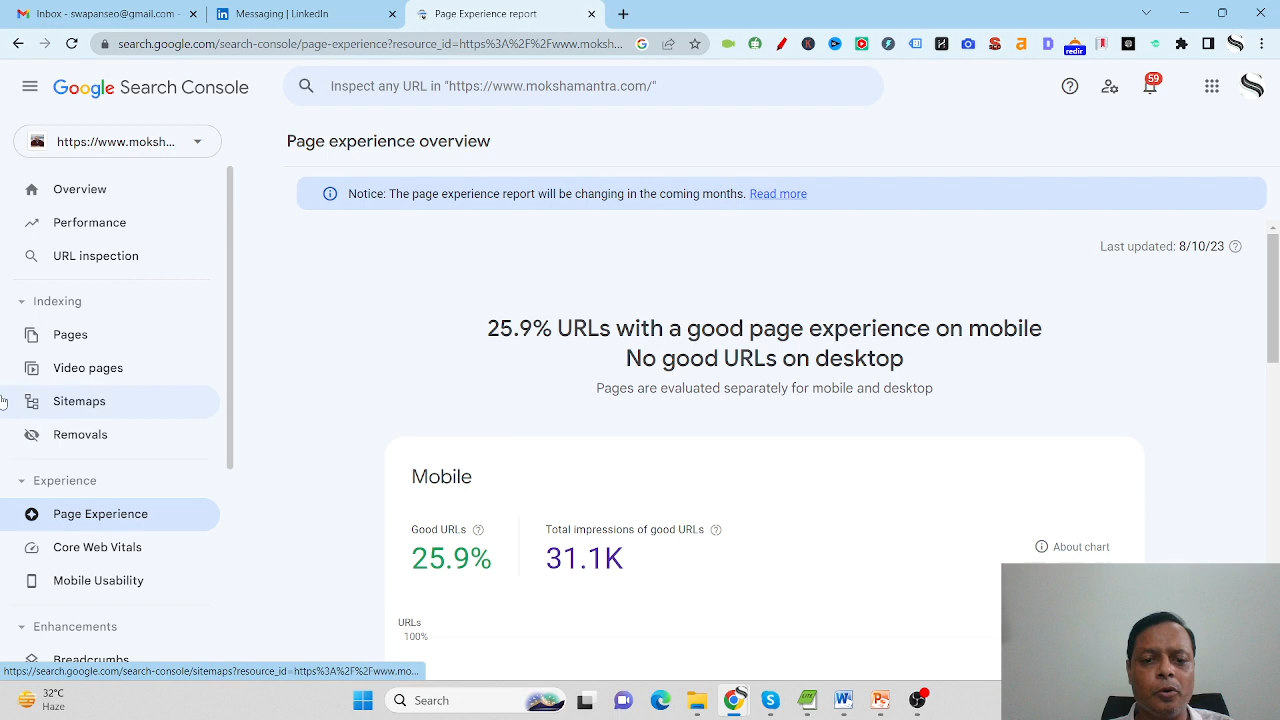 Inbox - swapanseo@gmail.com -
Messaging | LinkedIn
Page Experience report
search.google.com/search-console/page-experience?resource_id=https%3A%2F%2Fwww.moksh...
redir
Google Search Console
Inspect any URL in "https://www.mokshamantra.com/"
59
https://www.moksh...
Page experience overview
Notice: The page experience report will be changing in the coming months. Read more
Overview
Performance
URL inspection
Last updated: 8/10/23
Indexing
Pages
Video pages
Sitemaps
Removals
25.9% URLs with a good page experience on mobile
No good URLs on desktop
Pages are evaluated separately for mobile and desktop
Experience
Page Experience
Core Web Vitals
Mobile Usability
Mobile
Good URLs
Total impressions of good URLs
25.9%
31.1K
About chart
URLs
100%
Enhancements
Breadcrumbs
https://search.google.com/search-console/sitemaps?resource_id=https%3A%2F%2Fwww.mo...
32°C
Haze
Search